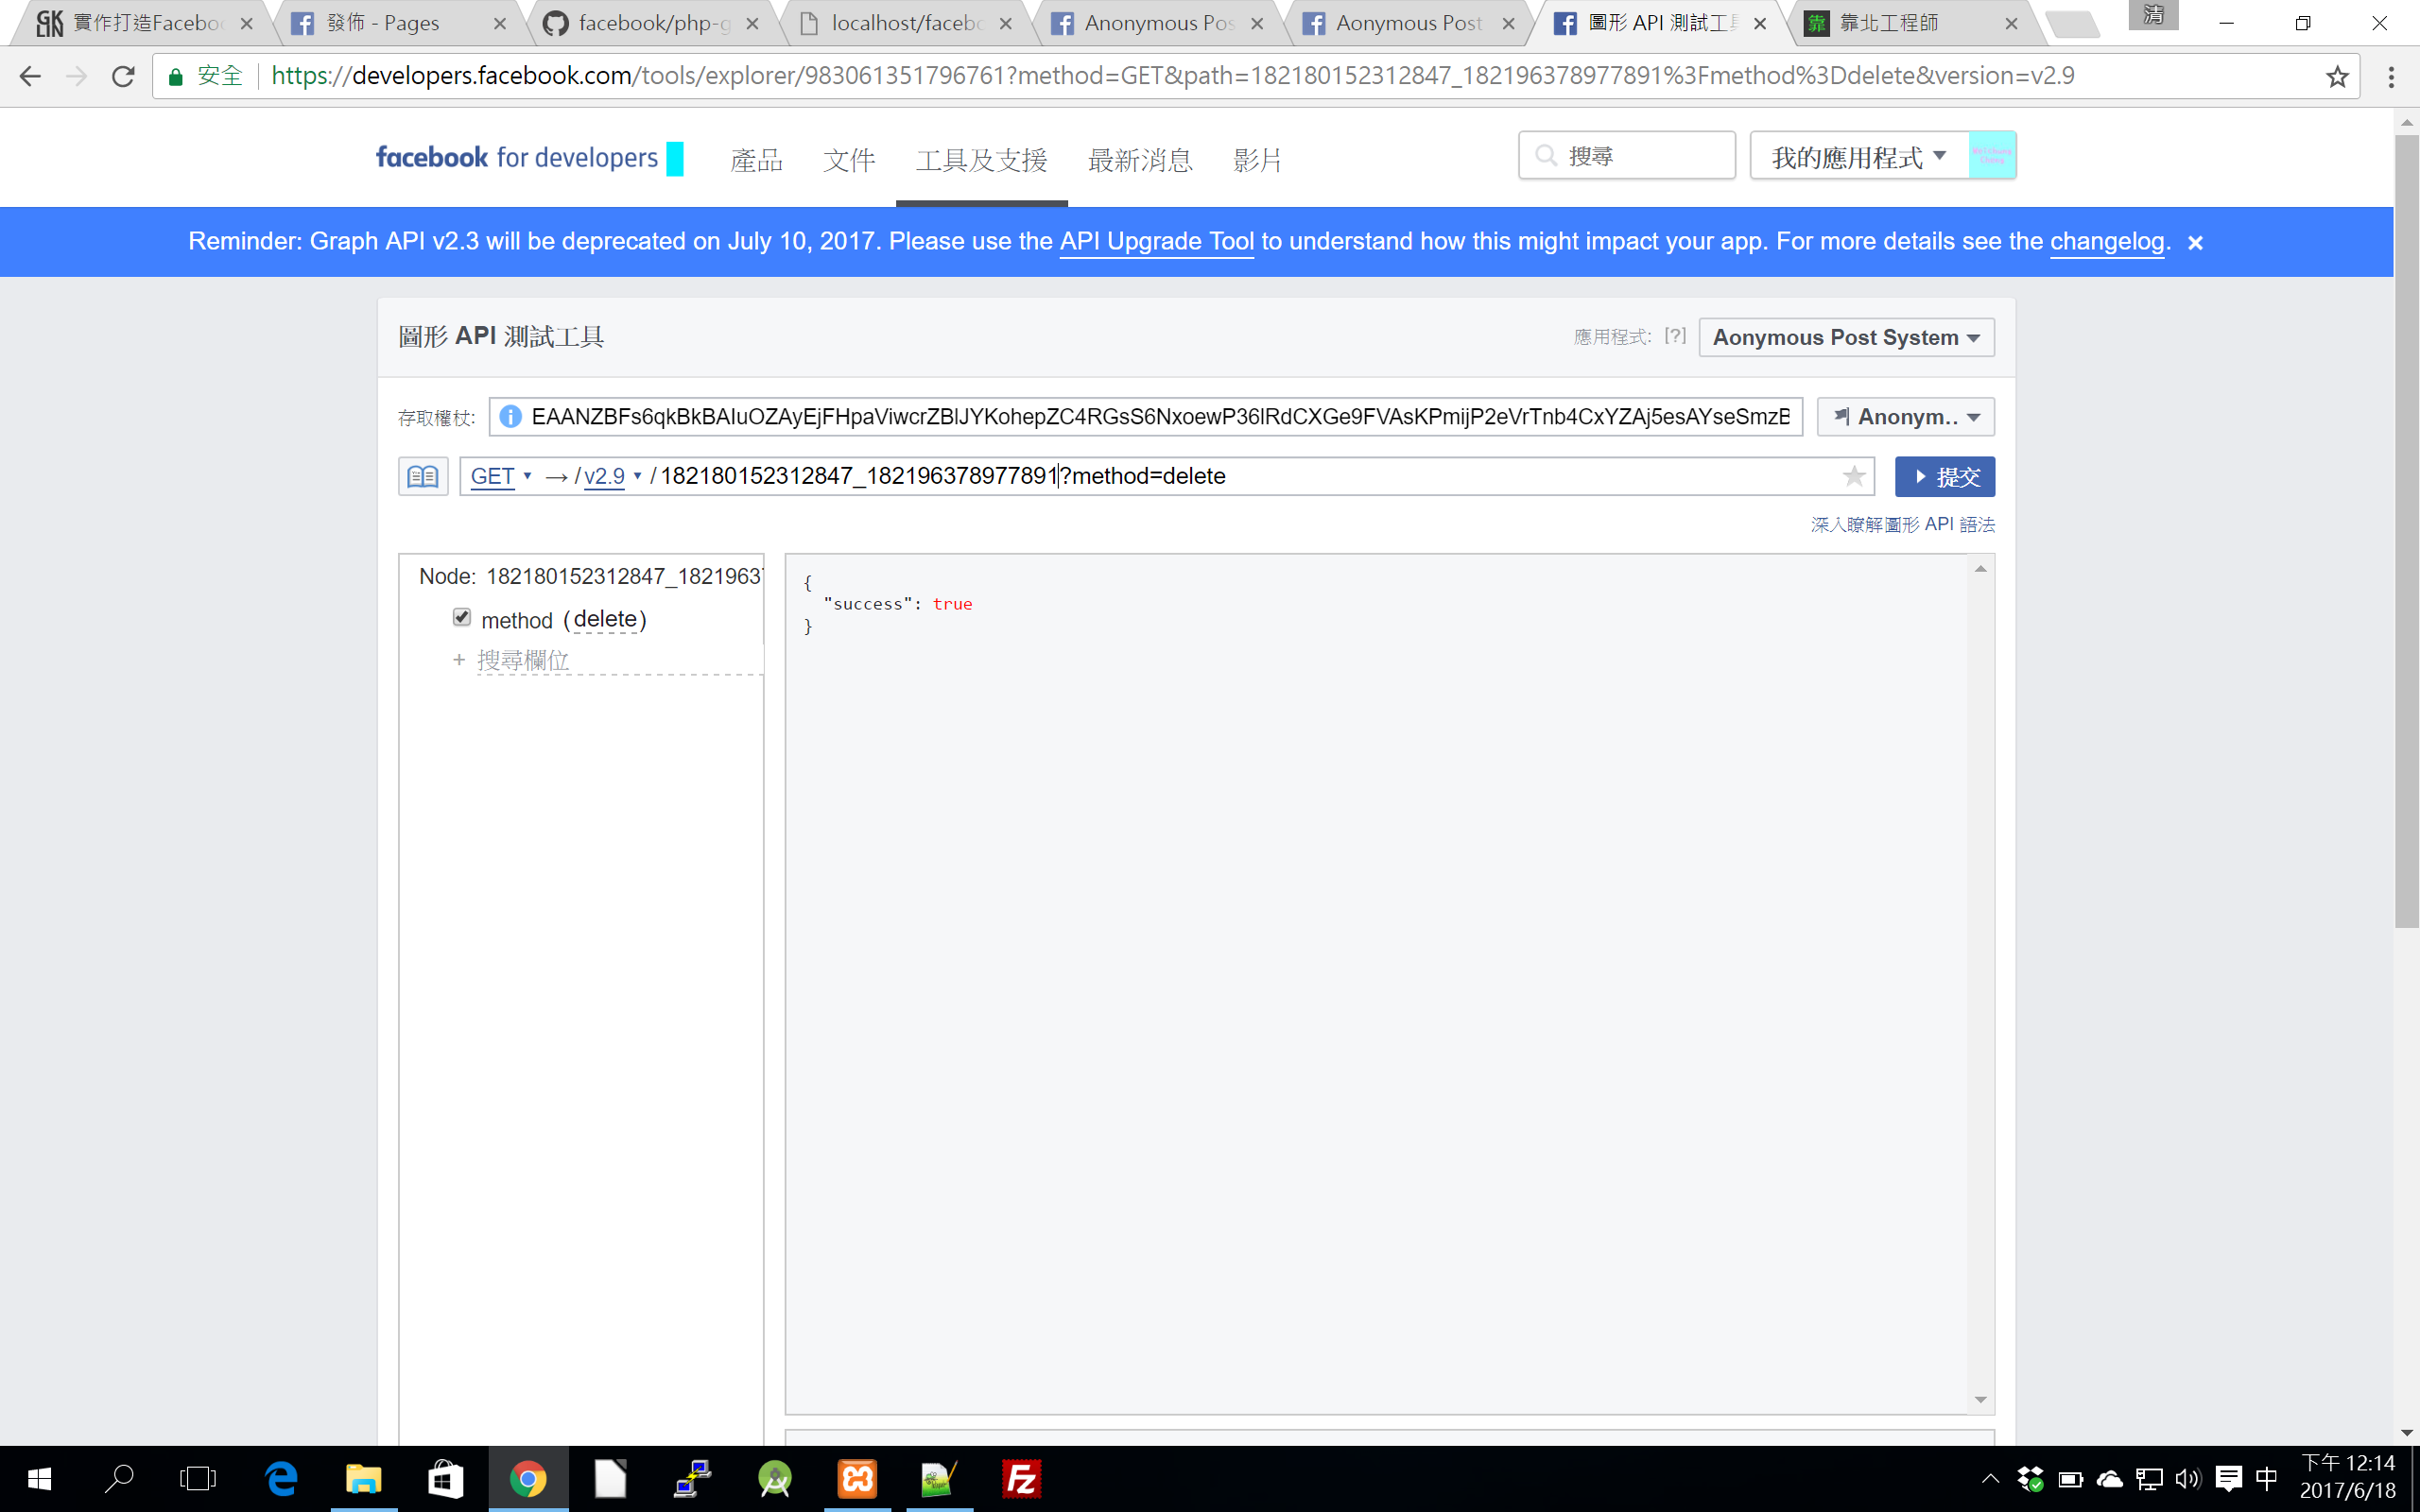 實作打造Facebo
發佈 - Pages
facebook/php-g
localhost/facebo
Anonymous Pos
Aonymous Post
圖形 API 測試工具
靠北工程師
清
安全
https://developers.facebook.com/tools/explorer/983061351796761?method=GET&path=182180152312847_182196378977891%3Fmethod%3Ddelete&version=v2.9
facebook for developers
產品
文件
工具及支援
最新消息
影片
搜尋
我的應用程式
Reminder: Graph API v2.3 will be deprecated on July 10, 2017. Please use the API Upgrade Tool to understand how this might impact your app. For more details see the changelog.
圖形 API 測試工具
應用程式: [?]
Aonymous Post System
存取權杖:
EAANZBFs6qkBkBAIuOZAyEjFHpaViwcrZBlJYKohepZC4RGsS6NxoewP36lRdCXGe9FVAsKPmijP2eVrTnb4CxYZAj5esAYseSmzB
Anonym..
GET → / v2.9 / 182180152312847_182196378977891?method=delete
提交
深入瞭解圖形 API 語法
Node: 182180152312847_1821963
method (delete)
+ 搜尋欄位
{
"success": true
}
中
下午 12:14
2017/6/18